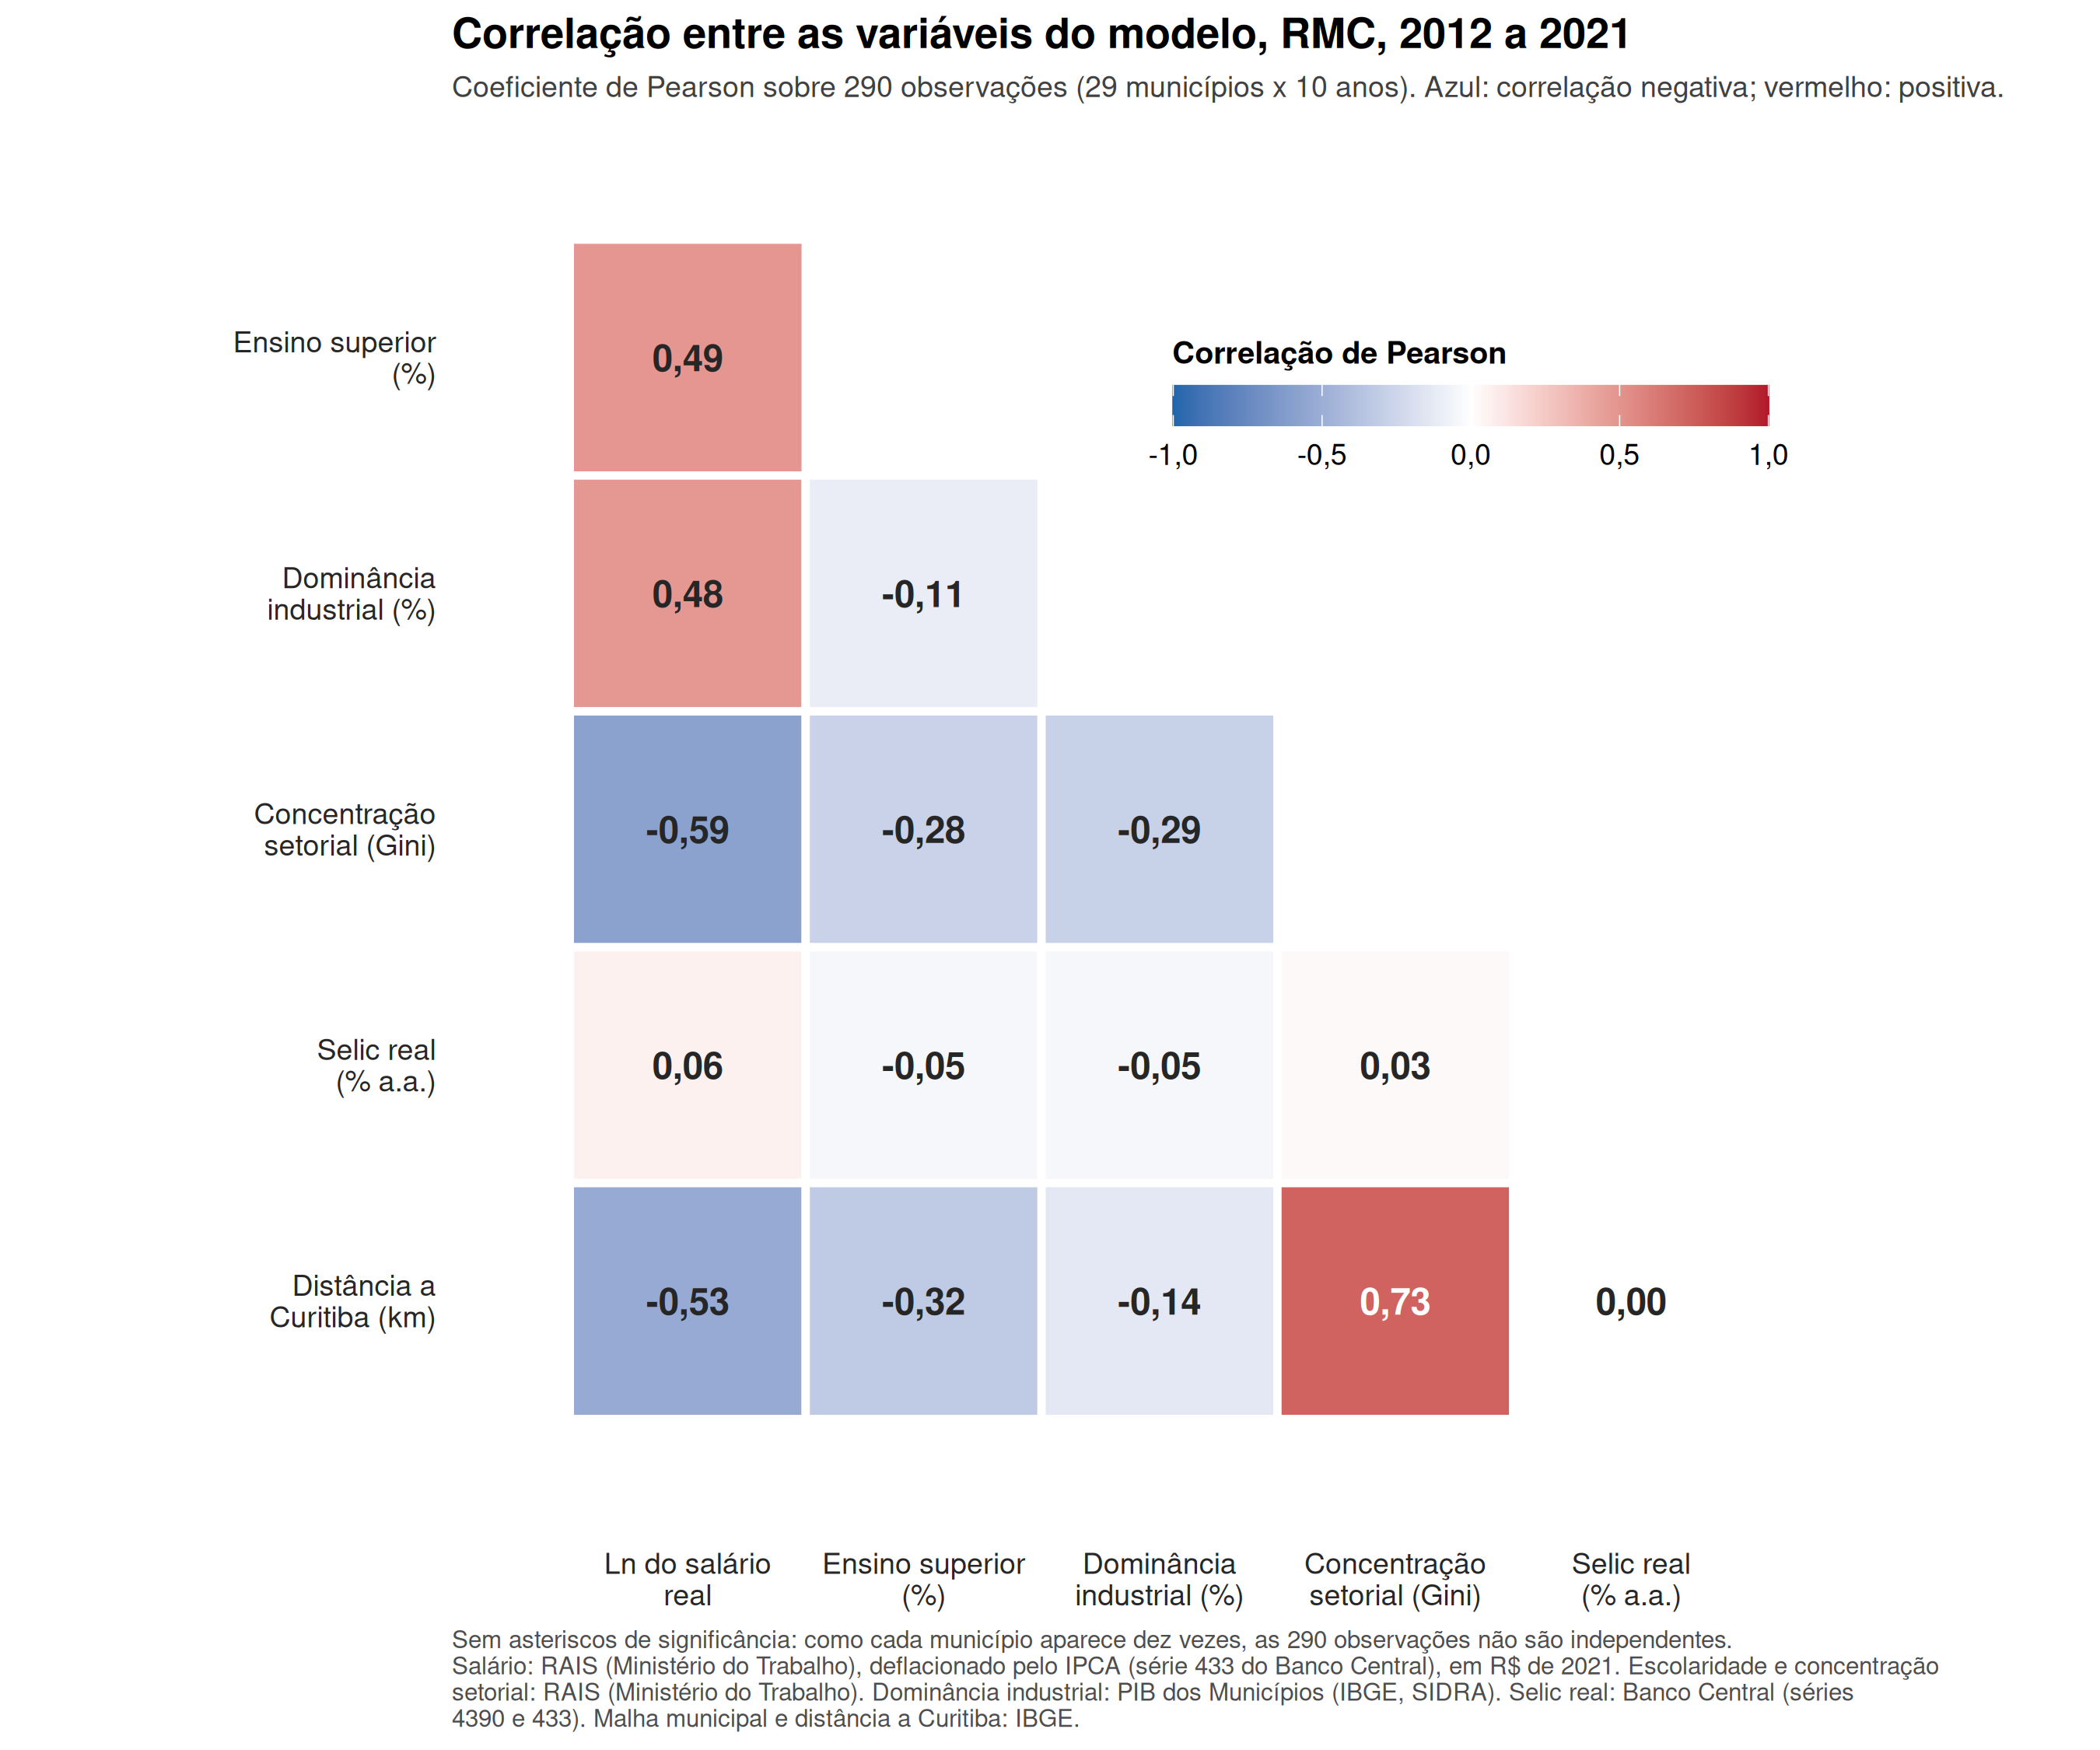 Correlação entre as variáveis do modelo, RMC, 2012 a 2021
Coeficiente de Pearson sobre 290 observações (29 municípios x 10 anos). Azul: correlação negativa; vermelho: positiva.
Ensino superior
(%)
0,49
Correlação de Pearson
-1,0 -0,5 0,0 0,5 1,0
Dominância
industrial (%)
0,48 -0,11
Concentração
setorial (Gini)
-0,59 -0,28 -0,29
Selic real
(% a.a.)
0,06 -0,05 -0,05 0,03
Distância a
Curitiba (km)
-0,53 -0,32 -0,14 0,73 0,00
Ln do salário
real
Ensino superior
(%)
Dominância
industrial (%)
Concentração
setorial (Gini)
Selic real
(% a.a.)
Sem asteriscos de significância: como cada município aparece dez vezes, as 290 observações não são independentes.
Salário: RAIS (Ministério do Trabalho), deflacionado pelo IPCA (série 433 do Banco Central), em R$ de 2021. Escolaridade e concentração
setorial: RAIS (Ministério do Trabalho). Dominância industrial: PIB dos Municípios (IBGE, SIDRA). Selic real: Banco Central (séries
4390 e 433). Malha municipal e distância a Curitiba: IBGE.